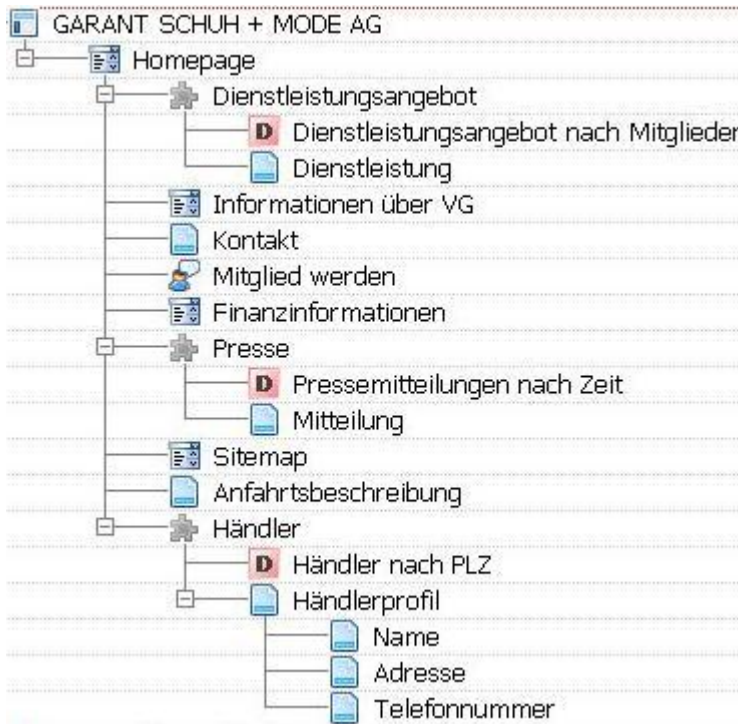 GARANT SCHUH + MODE AG
Homepage
Dienstleistungsangebot
D Dienstleistungsangebot nach Mitglieder
Dienstleistung
Informationen über VG
Kontakt
Mitglied werden
Finanzinformationen
Presse
D Pressemitteilungen nach Zeit
Mitteilung
Sitemap
Anfahrtsbeschreibung
Händler
D Händler nach PLZ
Händlerprofil
Name
Adresse
Telefonnummer